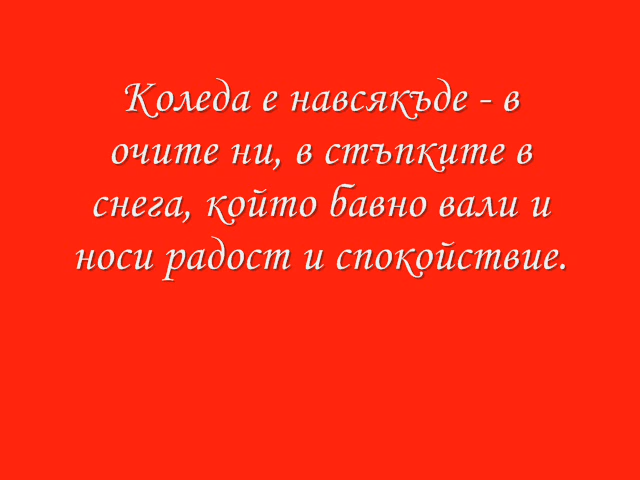 Коледа е навсякъде - в
очите ни, в стъпките в
снега, който бавно вали и
носи радост и спокойствие.